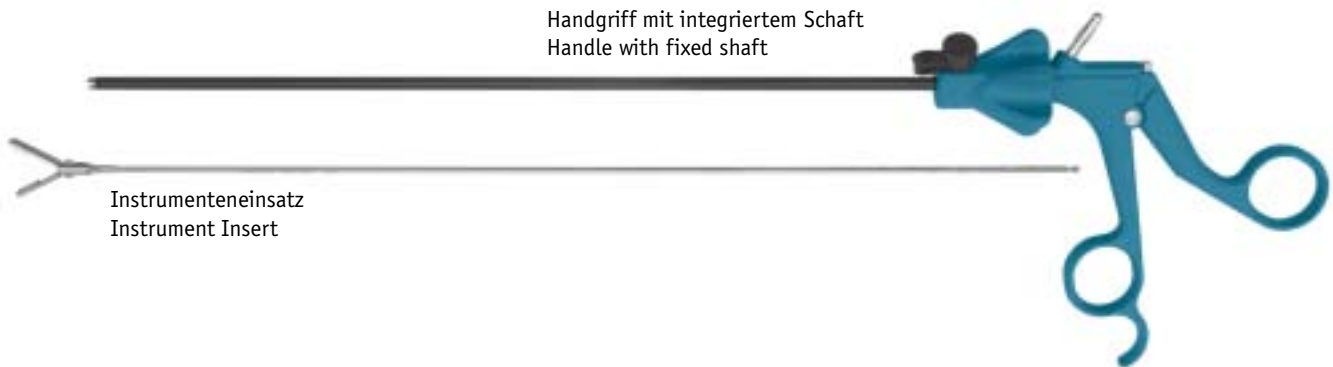 Handgriff mit integriertem Schaft
Handle with fixed shaft
Instrumenteneinsatz
Instrument Insert